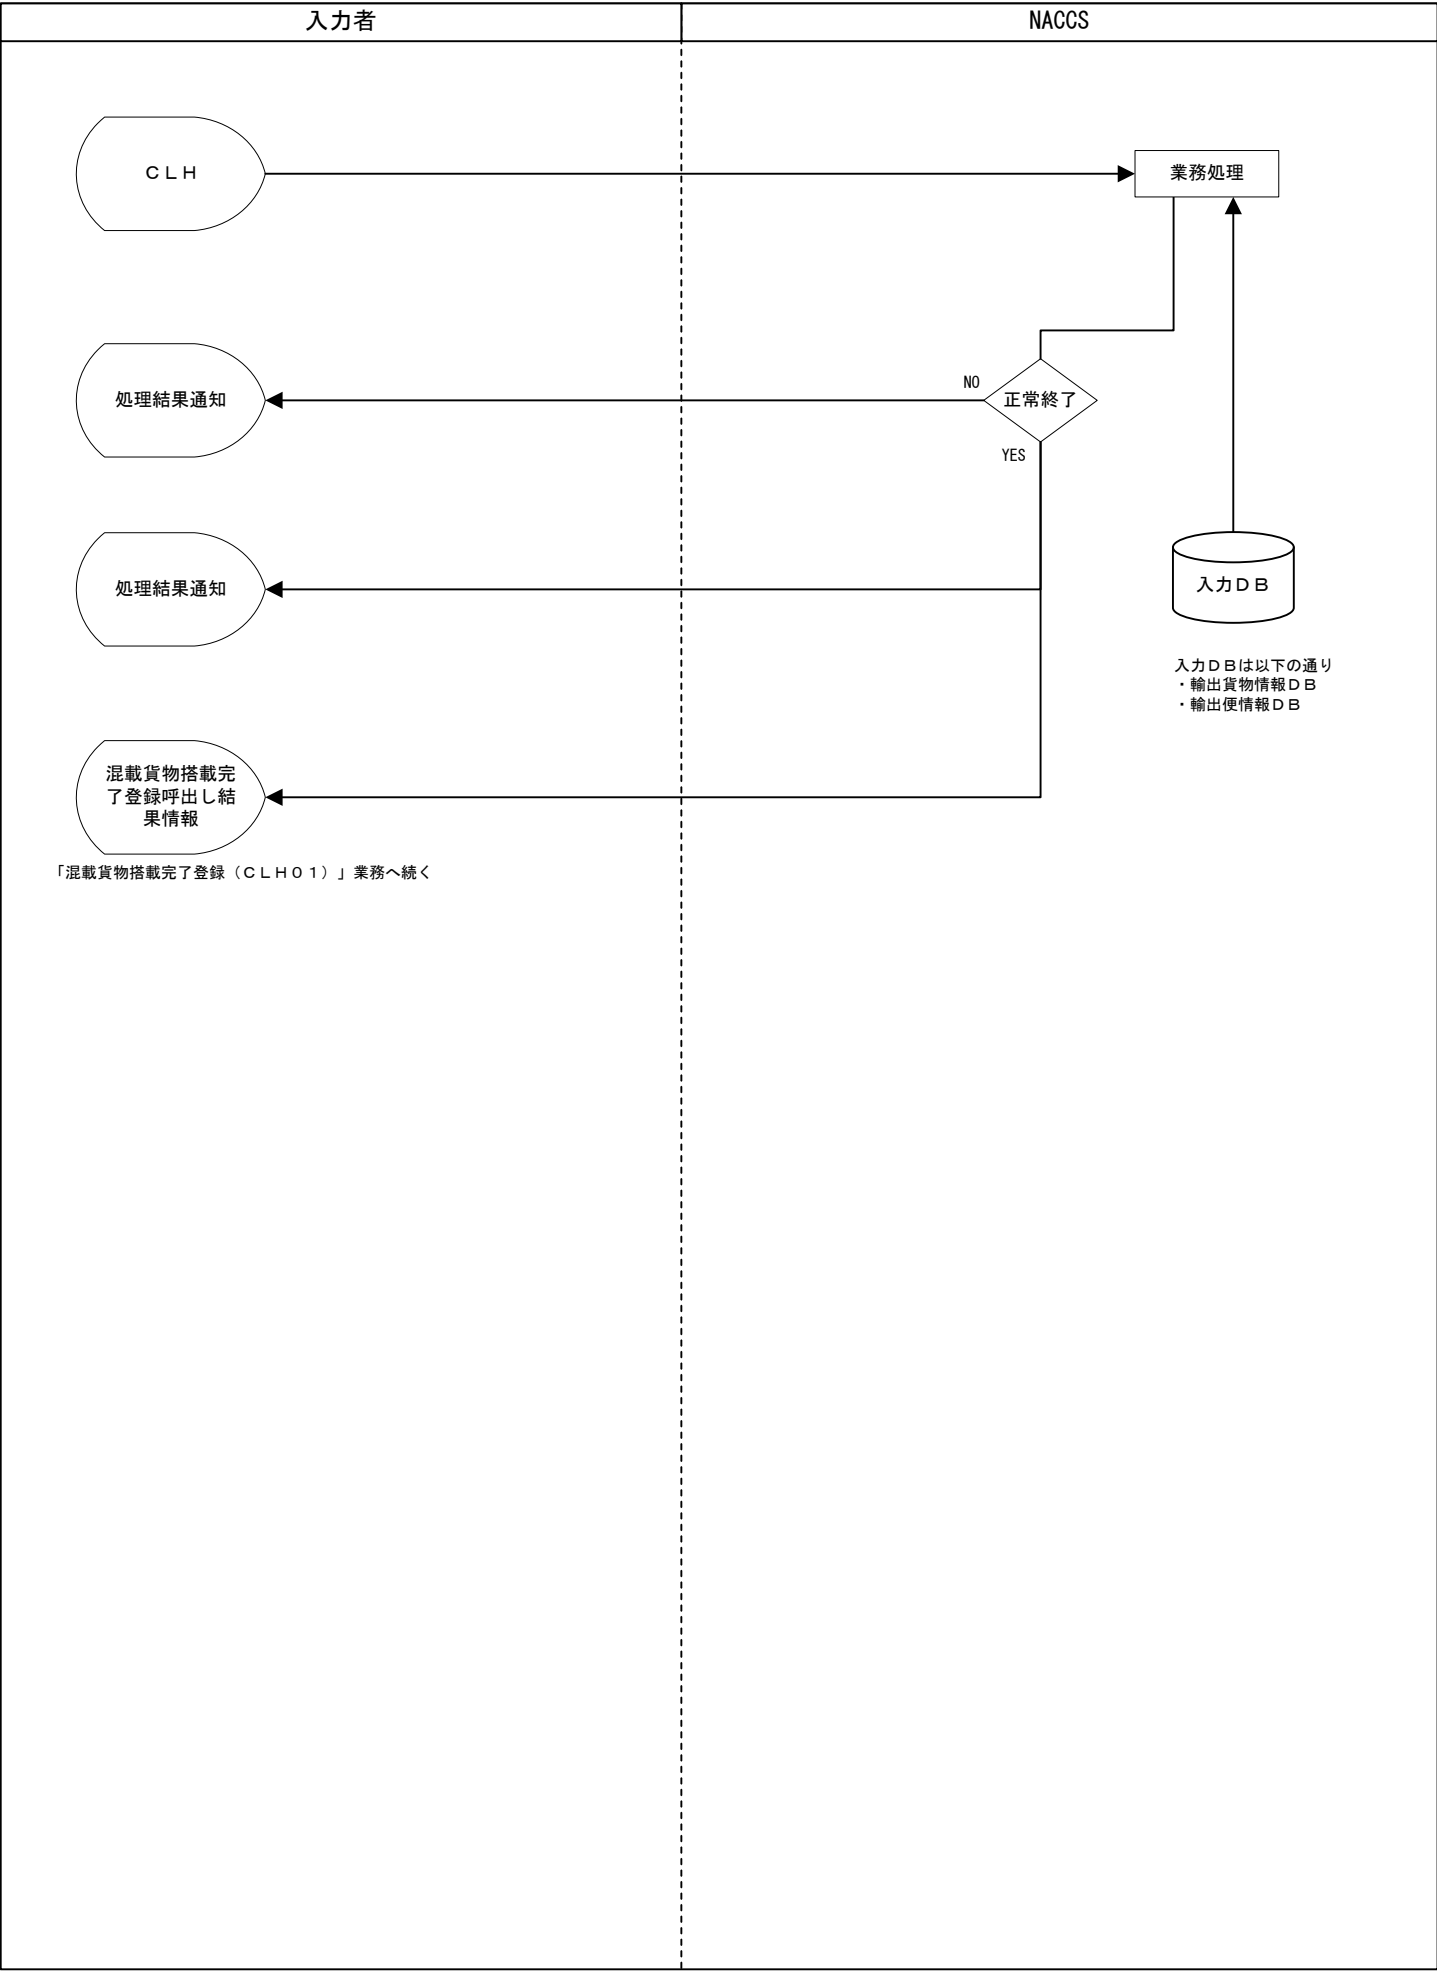 入力者
NACCS
ＣＬＨ
業務処理
処理結果通知
NO
正常終了
YES
処理結果通知
入力ＤＢ
入力ＤＢは以下の通り
・輸出貨物情報ＤＢ
・輸出便情報ＤＢ
混載貨物搭載完
了登録呼出し結
果情報
「混載貨物搭載完了登録（ＣＬＨ０１）」業務へ続く